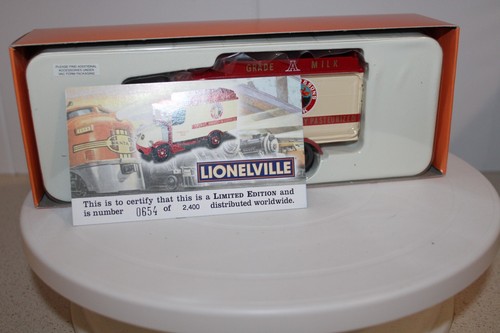 GRADE A MILK
PASTEURIZED
LIONELVILLE
This is to certify that this is a LIMITED EDITION and
is number 0654 of 2,400 distributed worldwide.